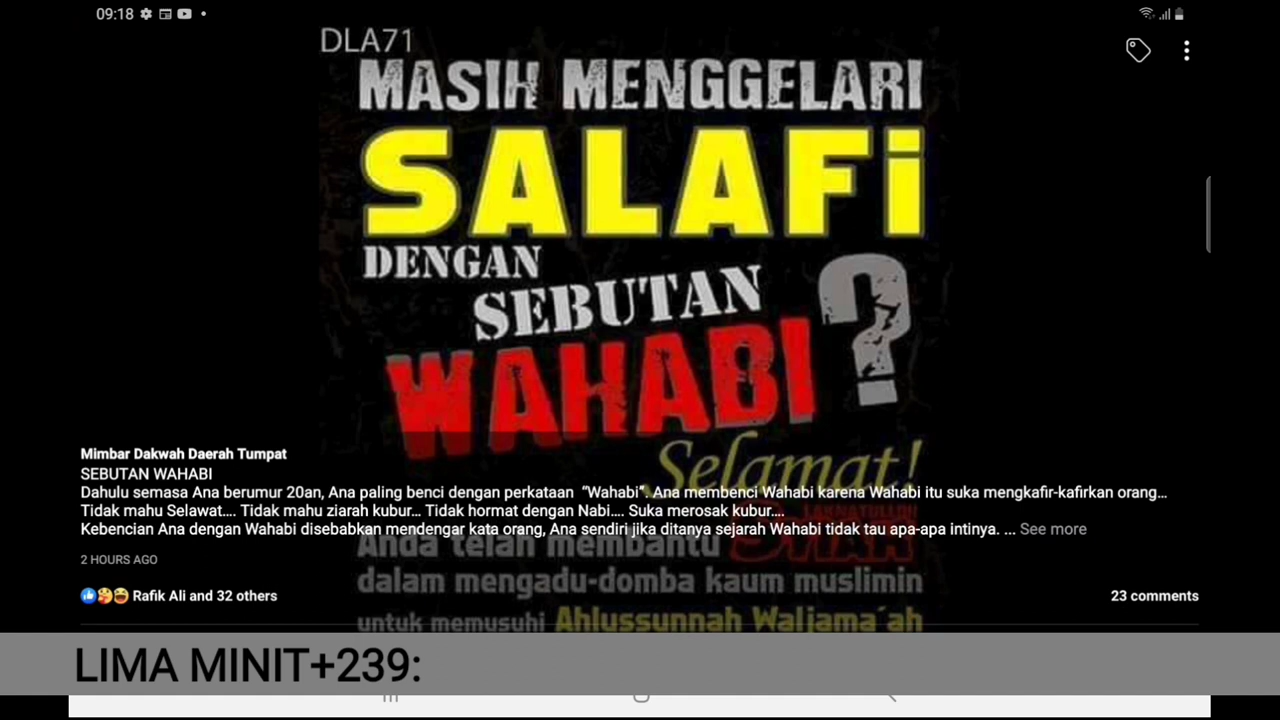 09:18
DLA71
MASIH MENGGELARI
SALAFi
DENGAN
SEBUTAN
WAHABI ?
Selamat!
Mimbar Dakwah Daerah Tumpat
SEBUTAN WAHABI
Dahulu semasa Ana berumur 20an, Ana paling benci dengan perkataan “Wahabi”. Ana membenci Wahabi karena Wahabi itu suka mengkafir-kafirkan orang...
Tidak mahu Selawat.... Tidak mahu ziarah kubur... Tidak hormat dengan Nabi.... Suka merosak kubur....
LAKNATULLOH
Kebencian Ana dengan Wahabi disebabkan mendengar kata orang, Ana sendiri jika ditanya sejarah Wahabi tidak tau apa-apa intinya. ... See more
Anda telah membantu
2 HOURS AGO
dalam mengadu-domba kaum muslimin
Rafik Ali and 32 others
23 comments
untuk memusuhi Ahlussunnah Waljama´ah
LIMA MINIT+239: